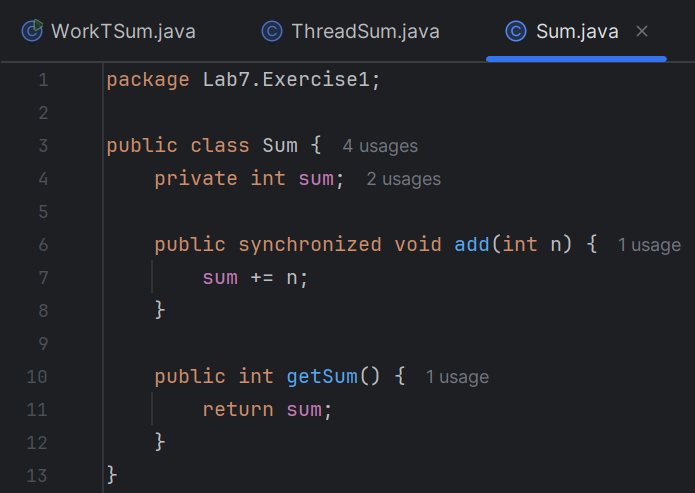 WorkTSum.java ThreadSum.java Sum.java
1 package Lab7.Exercise1;
2
3 public class Sum { 4 usages
4 private int sum; 2 usages
5
6 public synchronized void add(int n) { 1 usage
7 sum += n;
8 }
9
10 public int getSum() { 1 usage
11 return sum;
12 }
13 }